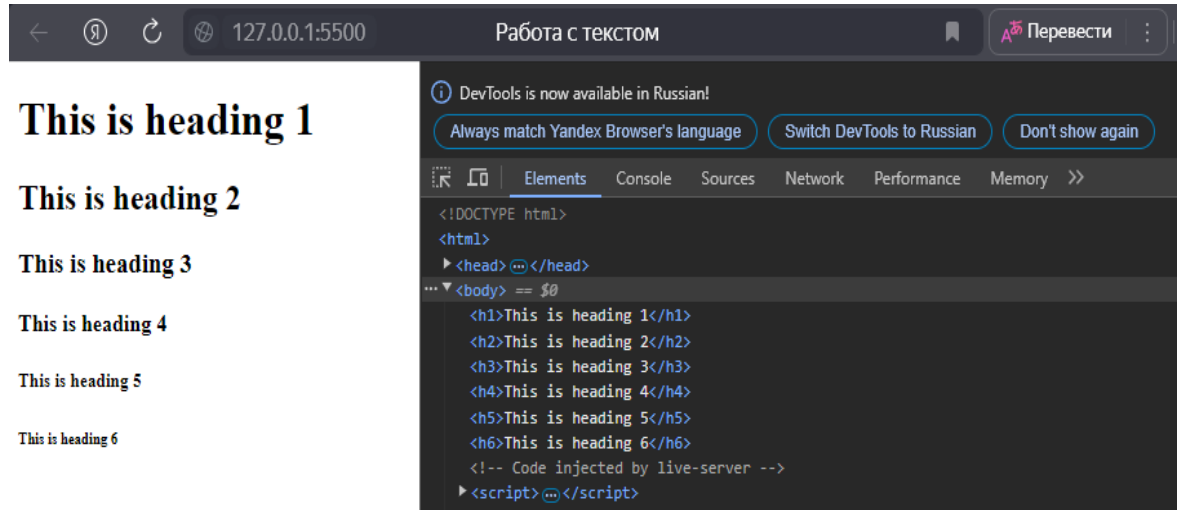 Я 127.0.0.1:5500 Работа с текстом Aあ Перевести
This is heading 1
This is heading 2
This is heading 3
This is heading 4
This is heading 5
This is heading 6
i DevTools is now available in Russian!
Always match Yandex Browser's language Switch DevTools to Russian Don't show again
Elements Console Sources Network Performance Memory
<!DOCTYPE html>
<html>
<head>…</head>
… <body> == $0
<h1>This is heading 1</h1>
<h2>This is heading 2</h2>
<h3>This is heading 3</h3>
<h4>This is heading 4</h4>
<h5>This is heading 5</h5>
<h6>This is heading 6</h6>
<!-- Code injected by live-server -->
<script>…</script>